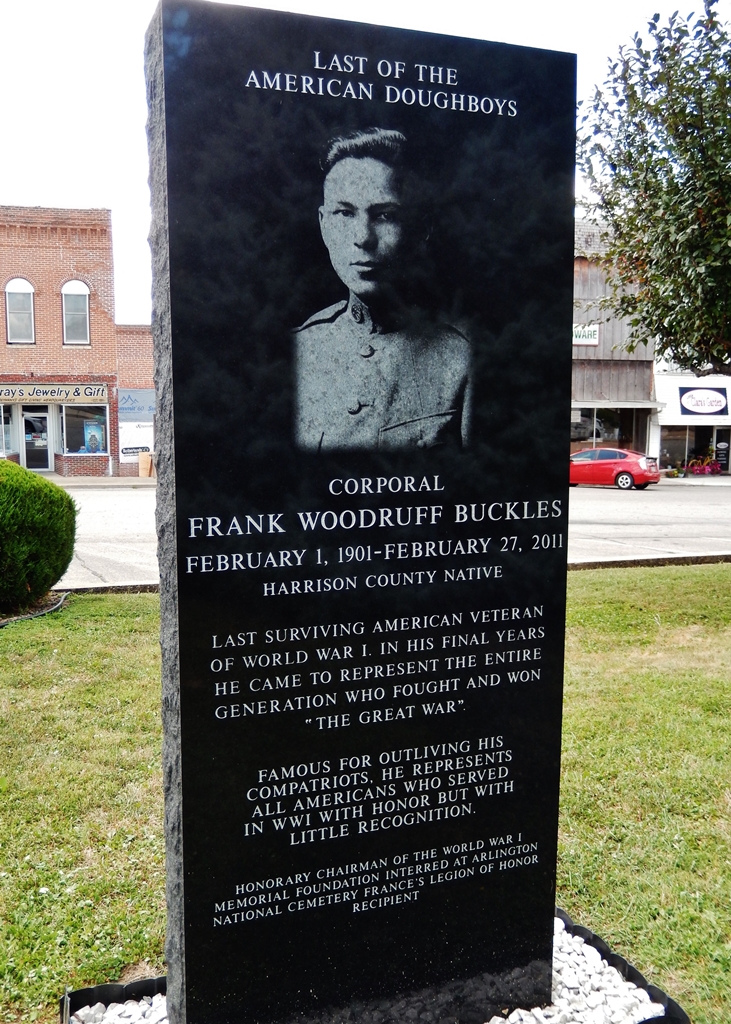 LAST OF THE
AMERICAN DOUGHBOYS
CORPORAL
FRANK WOODRUFF BUCKLES
FEBRUARY 1, 1901-FEBRUARY 27, 2011
HARRISON COUNTY NATIVE
LAST SURVIVING AMERICAN VETERAN
OF WORLD WAR I. IN HIS FINAL YEARS
HE CAME TO REPRESENT THE ENTIRE
GENERATION WHO FOUGHT AND WON
"THE GREAT WAR".
FAMOUS FOR OUTLIVING HIS
COMPATRIOTS. HE REPRESENTS
ALL AMERICANS WHO SERVED
IN WWI WITH HONOR BUT WITH
LITTLE RECOGNITION.
HONORARY CHAIRMAN OF THE WORLD WAR I
MEMORIAL FOUNDATION INTERRED AT ARLINGTON
NATIONAL CEMETERY FRANCE'S LEGION OF HONOR
RECIPIENT
ray's Jewelry & Gift
WARE